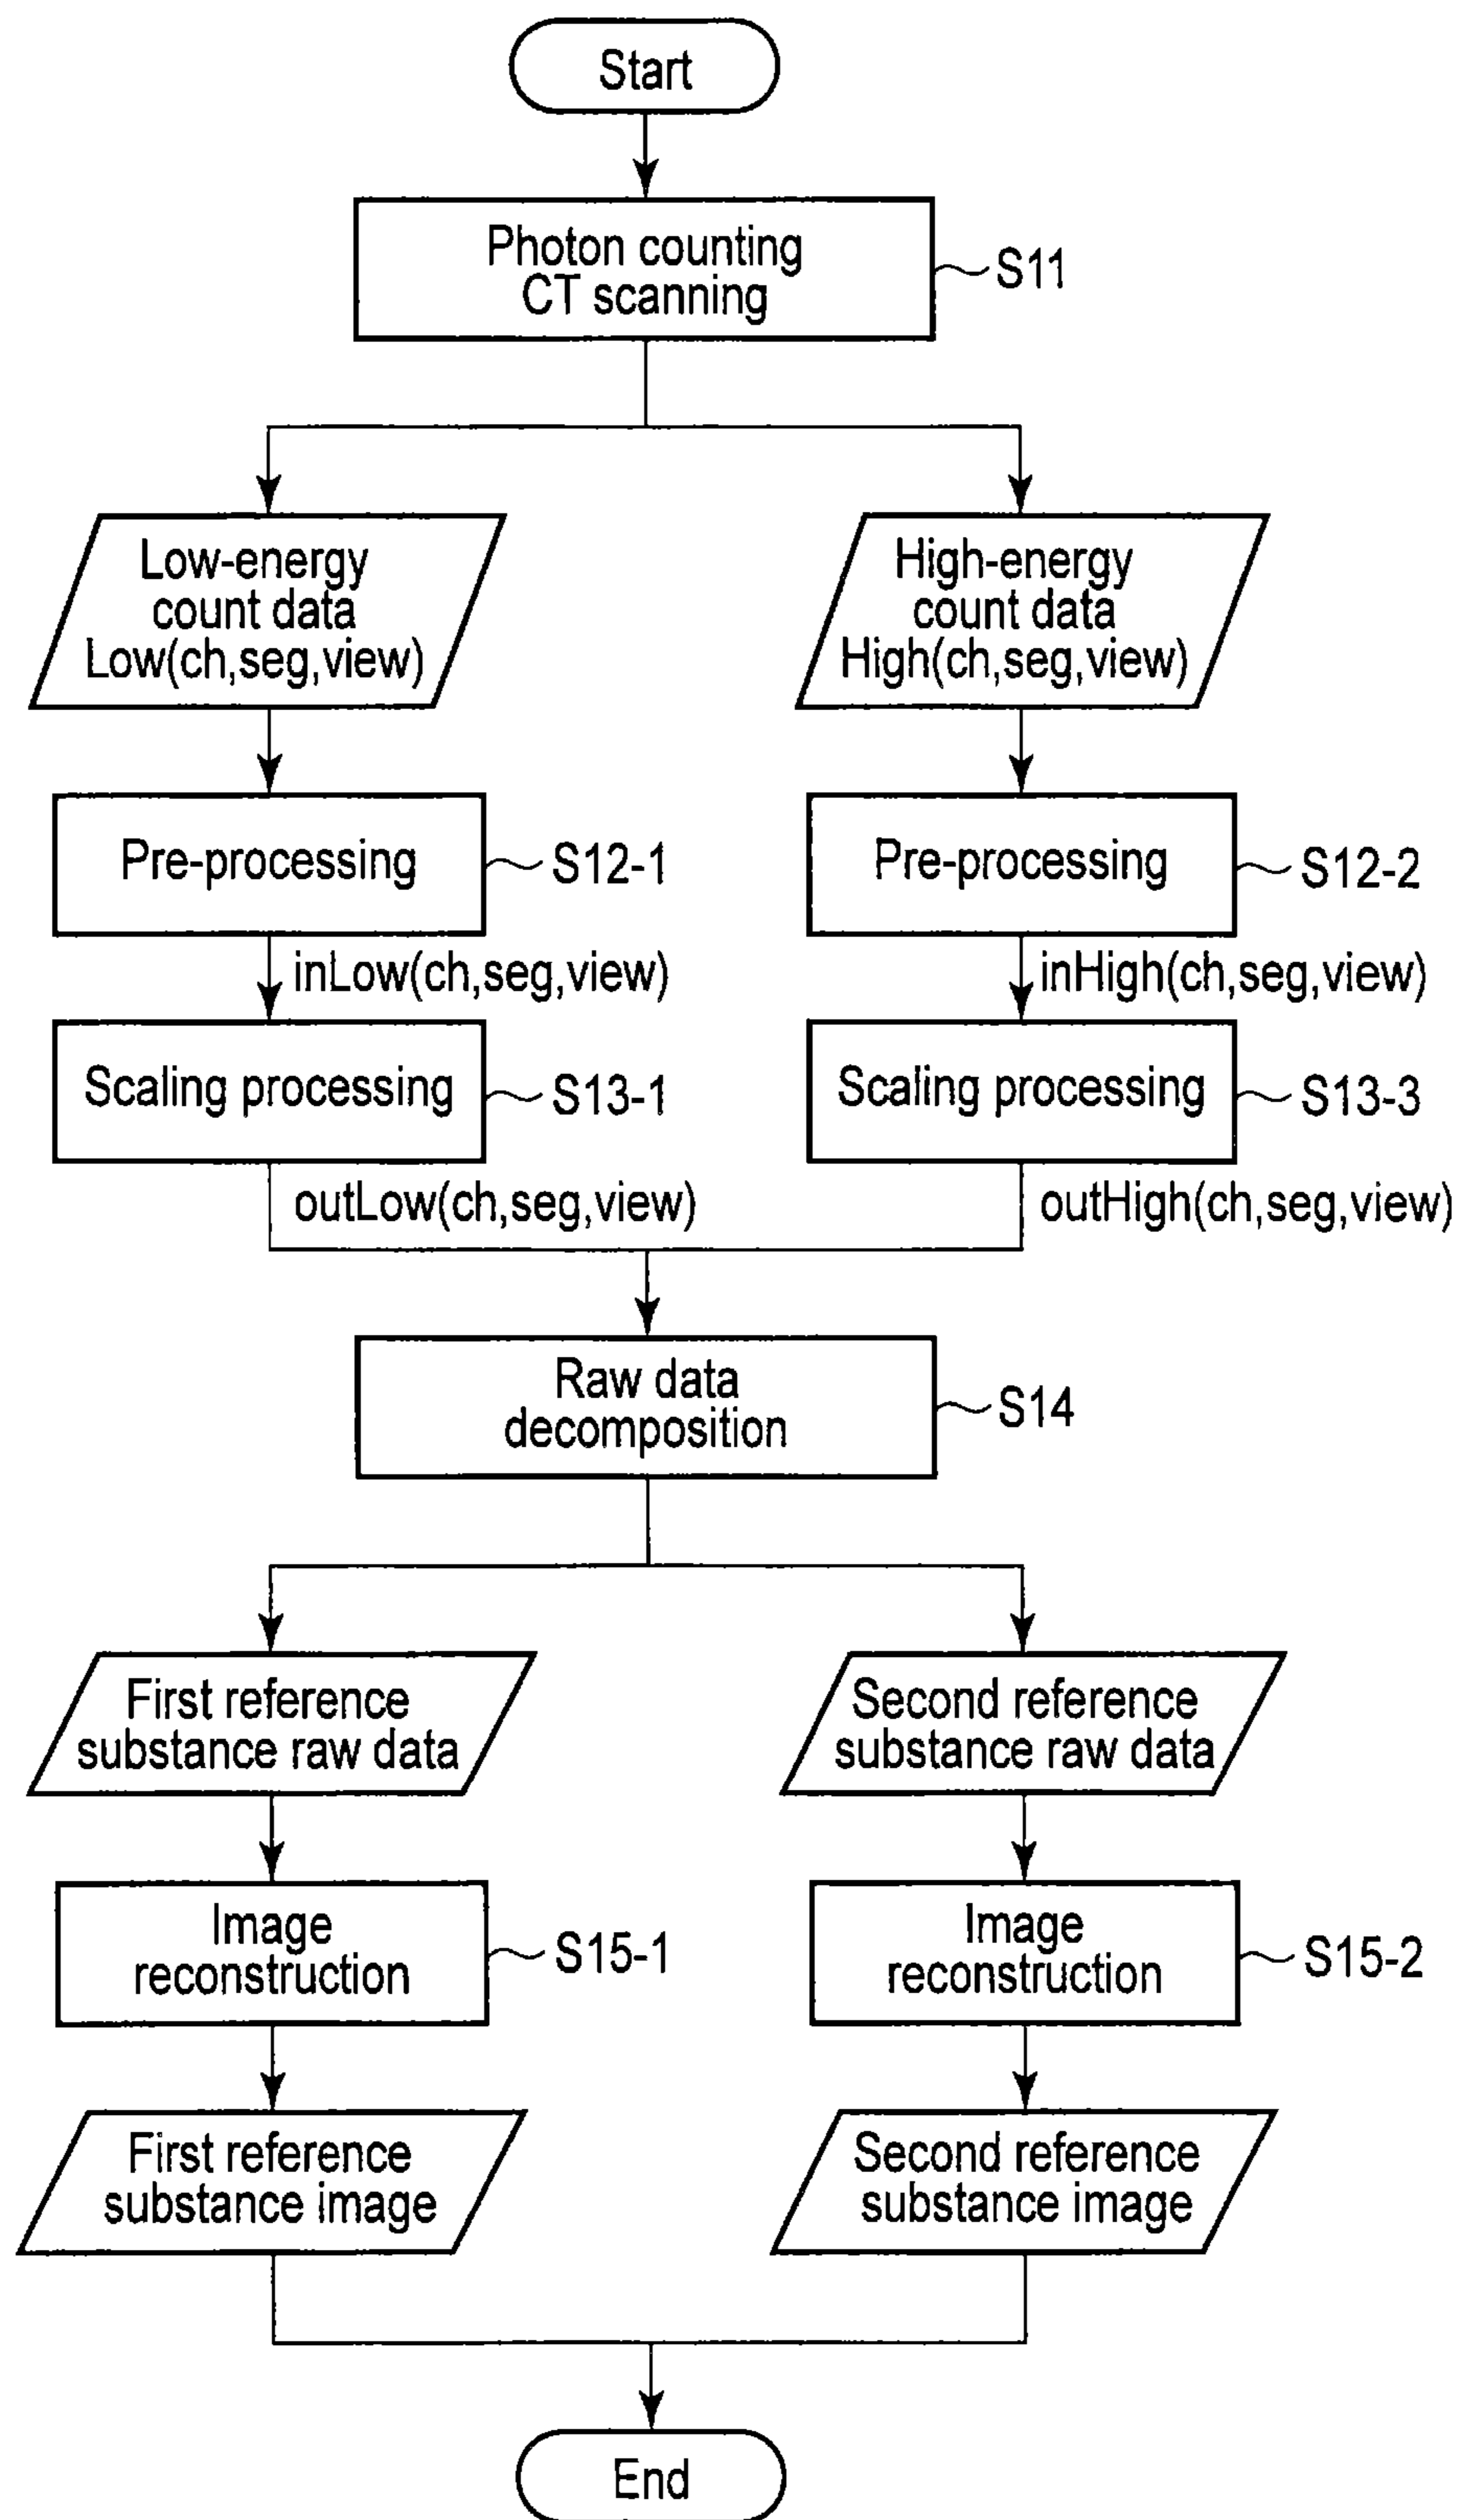 Start
Photon counting
CT scanning
S11
Low-energy
count data
Low(ch,seg,view)
High-energy
count data
High(ch,seg,view)
Pre-processing
S12-1
Pre-processing
S12-2
inLow(ch,seg,view)
inHigh(ch,seg,view)
Scaling processing
S13-1
Scaling processing
S13-3
outLow(ch,seg,view)
outHigh(ch,seg,view)
Raw data
decomposition
S14
First reference
substance raw data
Second reference
substance raw data
Image
reconstruction
S15-1
Image
reconstruction
S15-2
First reference
substance image
Second reference
substance image
End